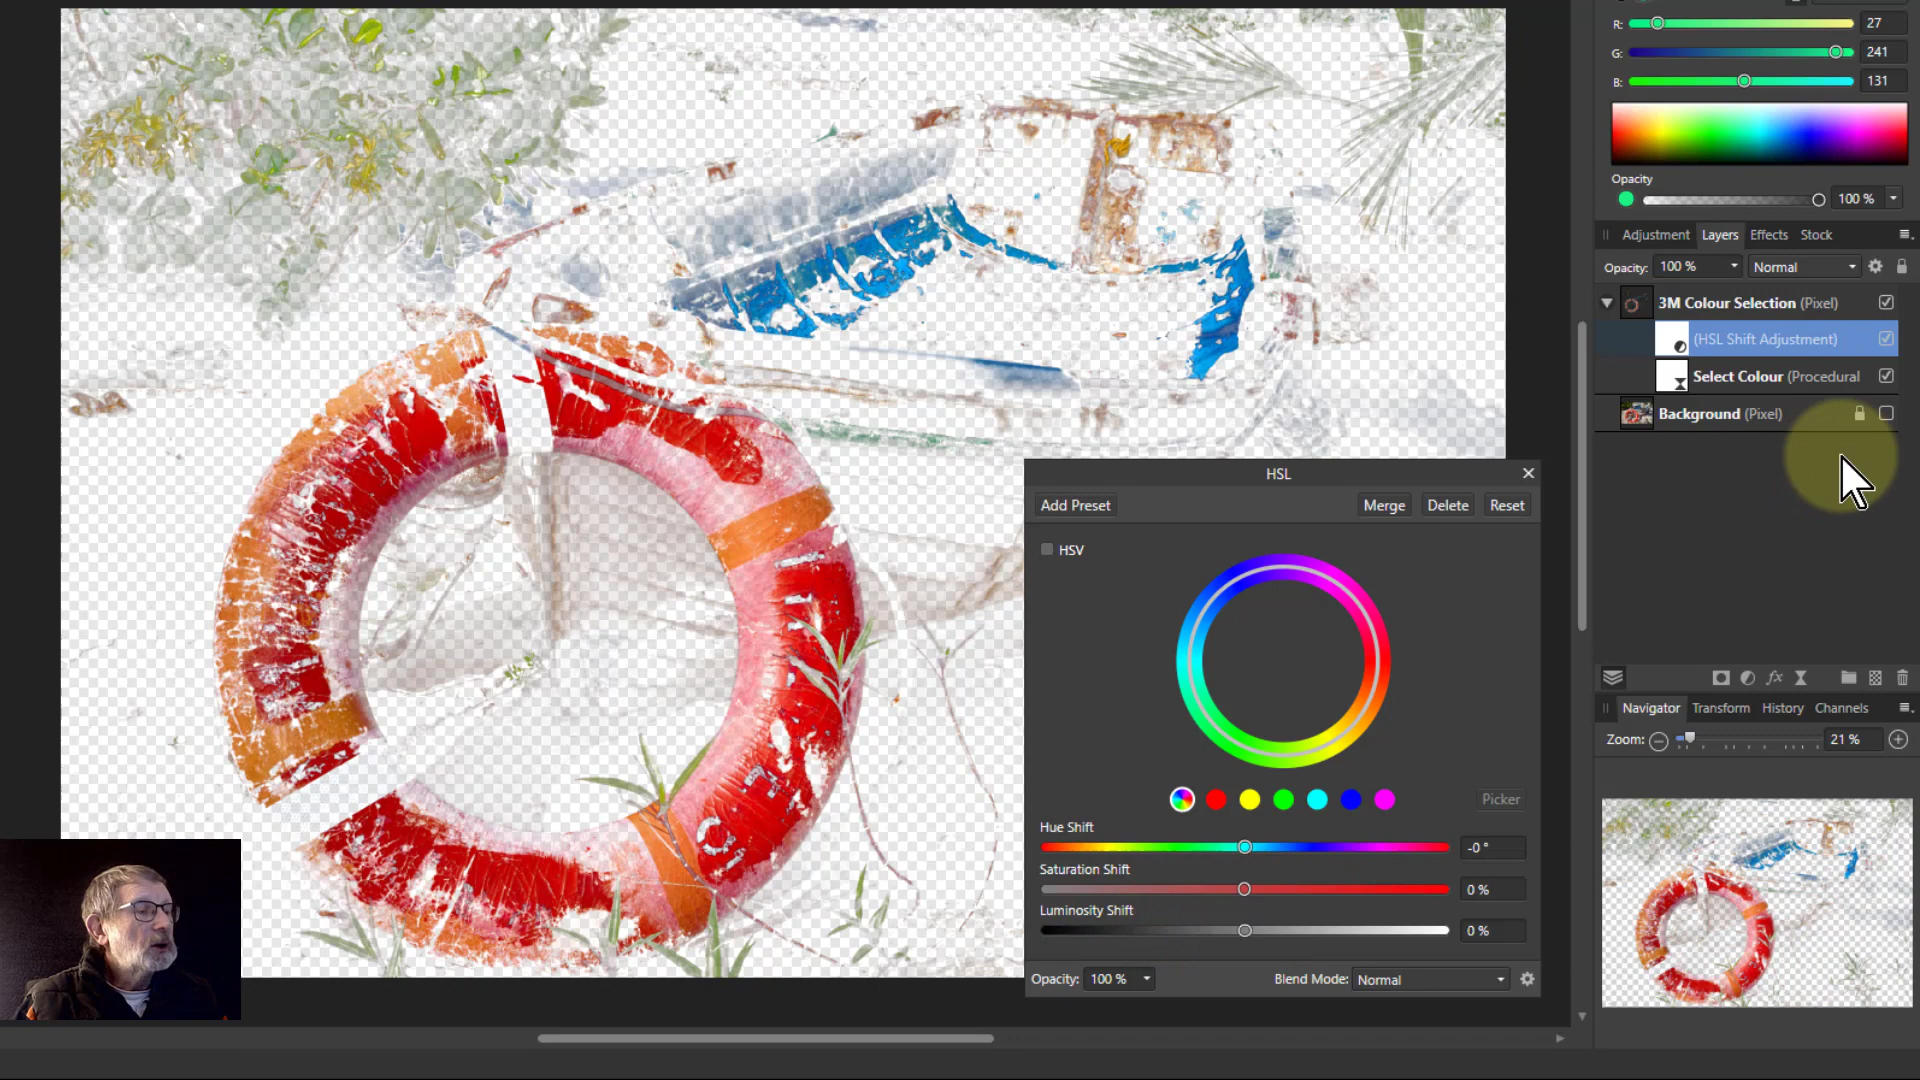 R: 27
G: 241
B: 131
Opacity
100 %
Adjustment Layers Effects Stock
Opacity: 100 % Normal
3M Colour Selection (Pixel)
(HSL Shift Adjustment)
Select Colour (Procedural
Background (Pixel)
HSL
Add Preset Merge Delete Reset
HSV
Picker
Hue Shift
-0 °
Saturation Shift
0 %
Luminosity Shift
0 %
Opacity: 100 % Blend Mode: Normal
fx
Navigator Transform History Channels
Zoom: 21 %